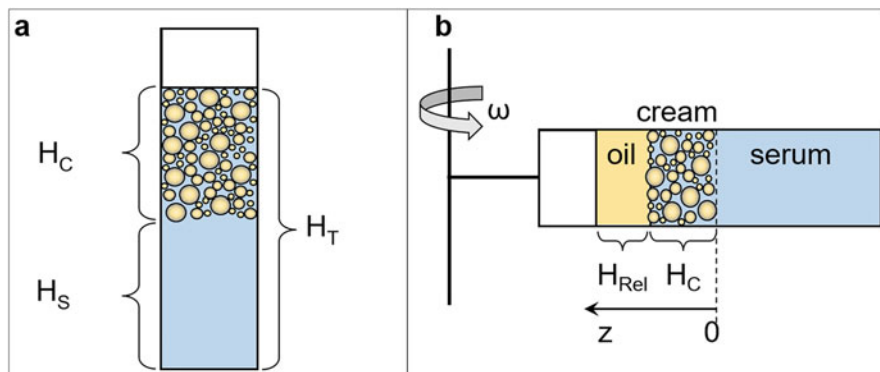 a
H_C
H_T
H_S
b
ω
cream
oil
serum
H_Rel
H_C
z
0